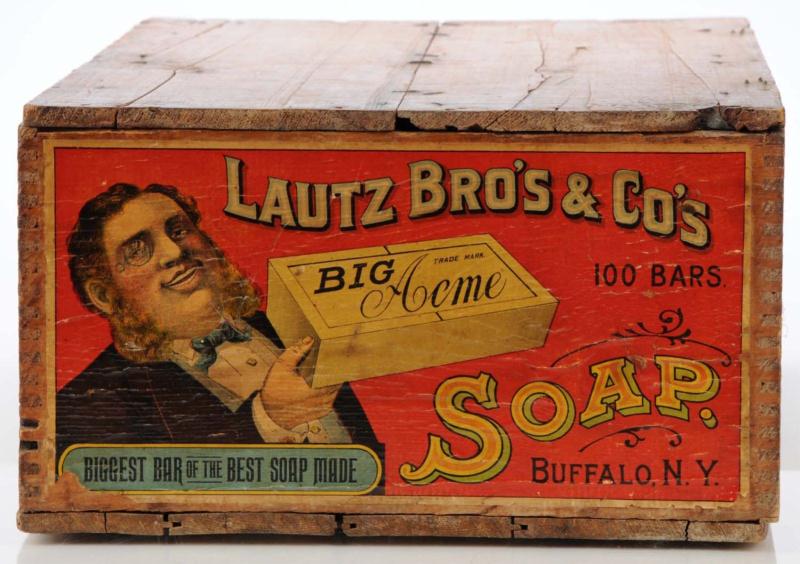 LAUTZ BRO'S & CO'S
BIG Acme
TRADE MARK.
100 BARS.
SOAP.
BUFFALO, N. Y.
BIGGEST BAR OF THE BEST SOAP MADE